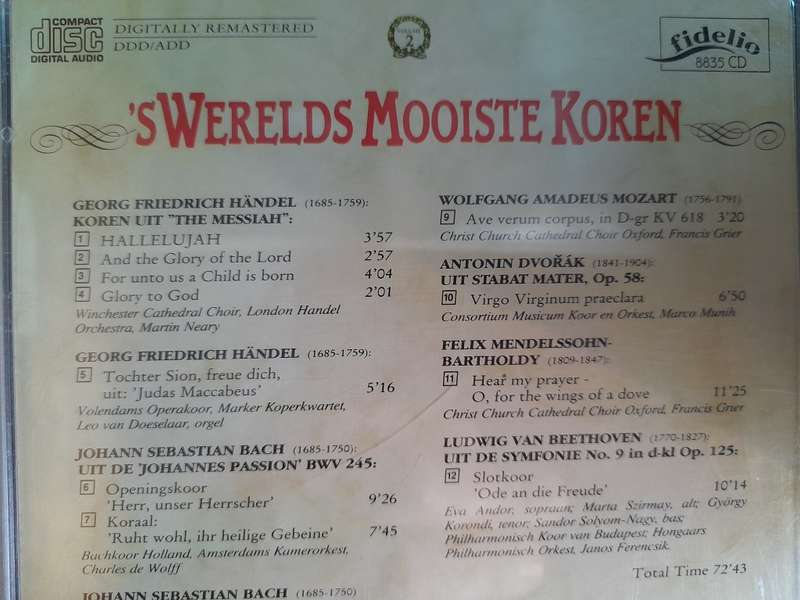 COMPACT
disc
DIGITAL AUDIO
DIGITALLY REMASTERED
DDD/ADD
VOLUME
2
fidelio
8835 CD
'S WERELDS MOOISTE KOREN
GEORG FRIEDRICH HÄNDEL (1685-1759):
KOREN UIT "THE MESSIAH":
1 HALLELUJAH 3'57
2 And the Glory of the Lord 2'57
3 For unto us a Child is born 4'04
4 Glory to God 2'01
Winchester Cathedral Choir, London Handel
Orchestra, Martin Neary
GEORG FRIEDRICH HÄNDEL (1685-1759):
5 Tochter Sion, freue dich,
uit: 'Judas Maccabeus' 5'16
Volendams Operakoor, Marker Koperkwartet,
Leo van Doeselaar, orgel
JOHANN SEBASTIAN BACH (1685-1750):
UIT DE 'JOHANNES PASSION' BWV 245:
6 Openingskoor
'Herr, unser Herrscher' 9'26
7 Koraal:
'Ruht wohl, ihr heilige Gebeine' 7'45
Bachkoor Holland, Amsterdams Kamerorkest,
Charles de Wolff
JOHANN SEBASTIAN BACH (1685-1750)
WOLFGANG AMADEUS MOZART (1756-1791)
9 Ave verum corpus, in D-gr KV 618 3'20
Christ Church Cathedral Choir Oxford, Francis Grier
ANTONIN DVOŘÁK (1841-1904):
UIT STABAT MATER, Op. 58:
10 Virgo Virginum praeclara 6'50
Consortium Musicum Koor en Orkest, Marco Munih
FELIX MENDELSSOHN-
BARTHOLDY (1809-1847):
11 Hear my prayer -
O, for the wings of a dove 11'25
Christ Church Cathedral Choir Oxford, Francis Grier
LUDWIG VAN BEETHOVEN (1770-1827):
UIT DE SYMFONIE No. 9 in d-kl Op. 125:
12 Slotkoor
'Ode an die Freude' 10'14
Eva Andor, sopraan; Marta Szirmay, alt; György
Korondi, tenor; Sandor Solyom-Nagy, bas;
Philharmonisch Koor van Budapest; Hongaars
Philharmonisch Orkest, Janos Ferencsik.
Total Time 72'43